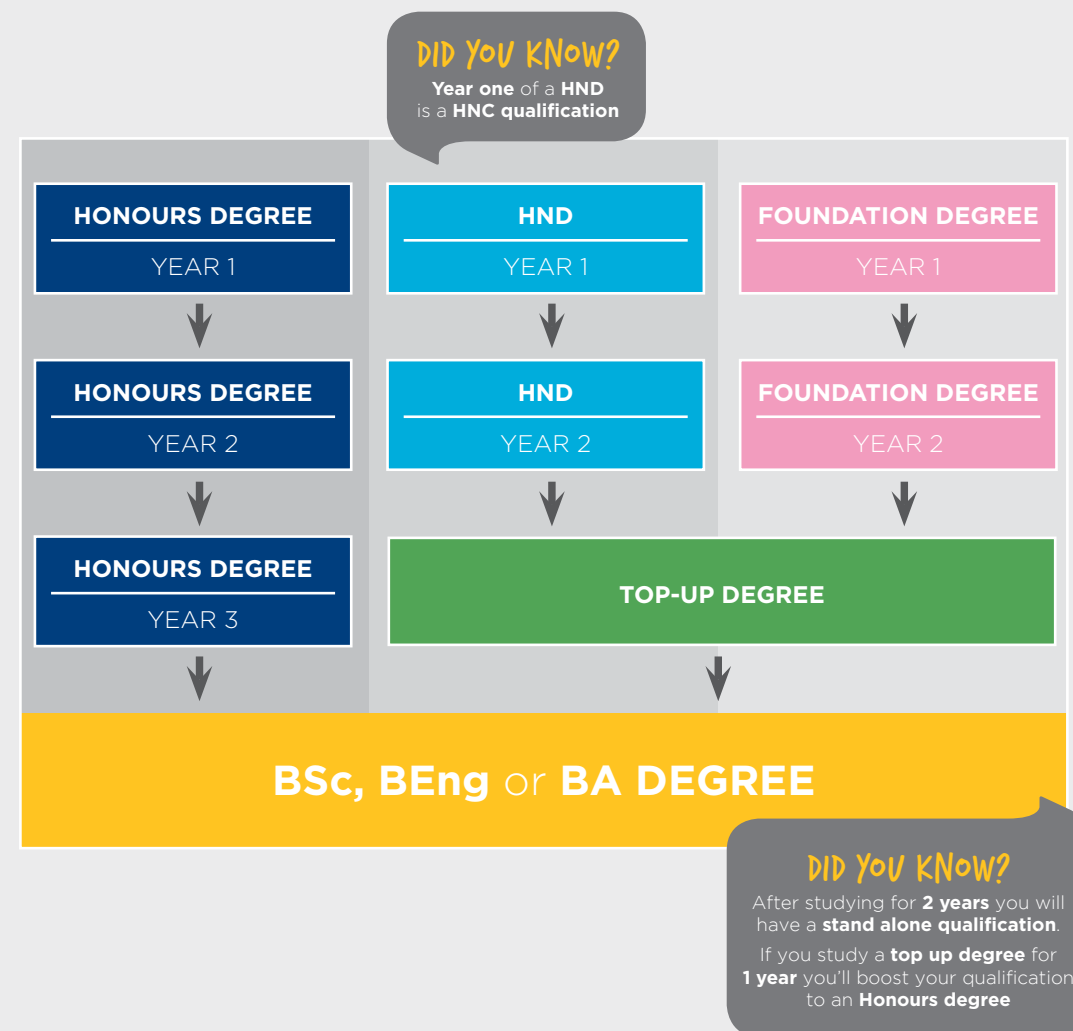 DID YOU KNOW?
Year one of a HND
is a HNC qualification
HONOURS DEGREE
YEAR 1
HND
YEAR 1
FOUNDATION DEGREE
YEAR 1
HONOURS DEGREE
YEAR 2
HND
YEAR 2
FOUNDATION DEGREE
YEAR 2
HONOURS DEGREE
YEAR 3
TOP-UP DEGREE
BSc, BEng or BA DEGREE
DID YOU KNOW?
After studying for 2 years you will
have a stand alone qualification.
If you study a top up degree for
1 year you'll boost your qualification
to an Honours degree